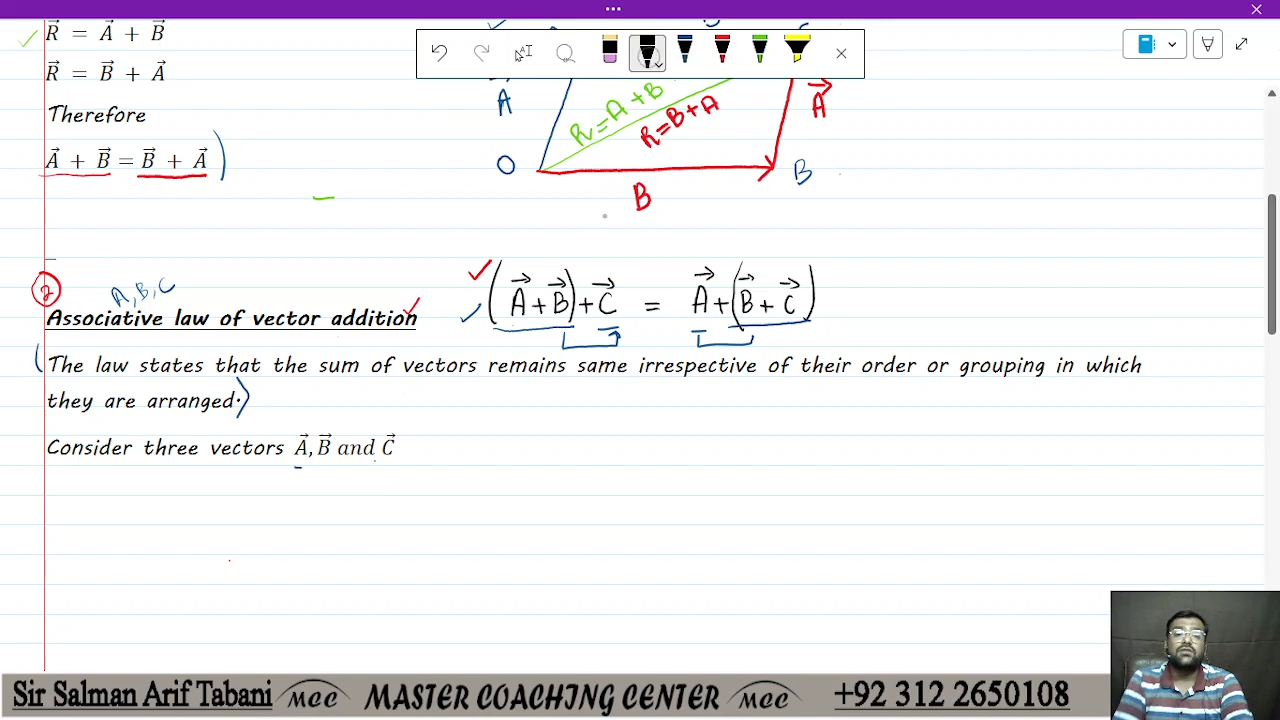 R⃗ = A⃗ + B⃗
R⃗ = B⃗ + A⃗
Therefore
A⃗ + B⃗ = B⃗ + A⃗
A
R=A+B
R=B+A
A⃗
O
B
B
2
A, B, C
Associative law of vector addition
(A⃗+B⃗)+C⃗ = A⃗+(B⃗+C⃗)
The law states that the sum of vectors remains same irrespective of their order or grouping in which
they are arranged.
Consider three vectors A⃗, B⃗ and C⃗
Sir Salman Arif Tabani MCC MASTER COACHING CENTER MCC +92 312 2650108